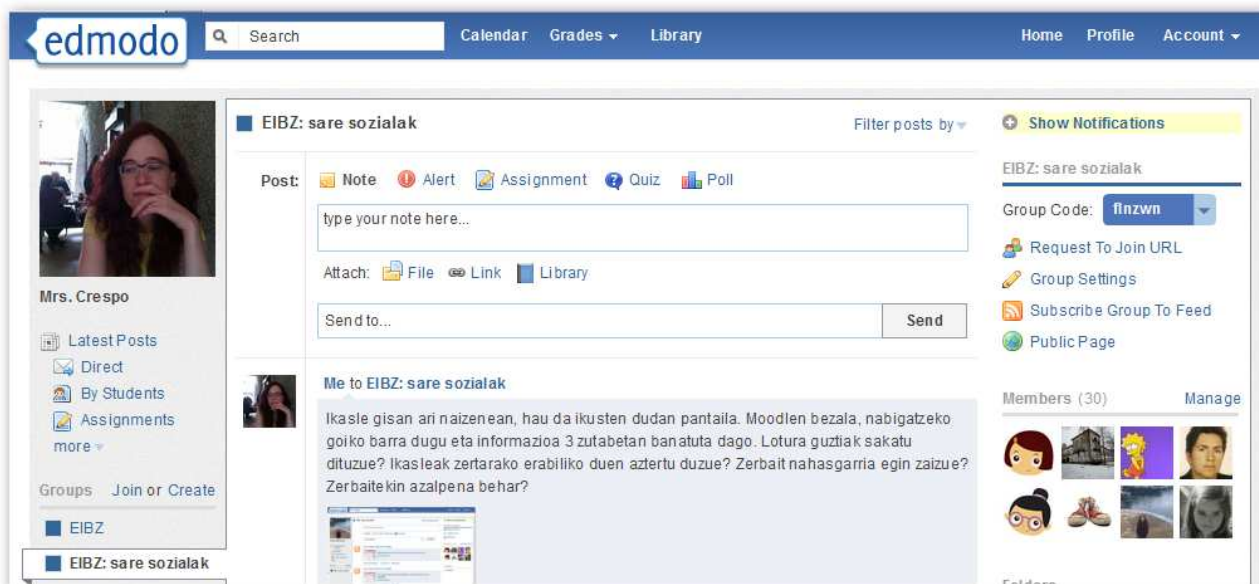 edmodo
Search
Calendar Grades Library
Home Profile Account
Mrs. Crespo
Latest Posts
Direct
By Students
Assignments
more
Groups Join or Create
EIBZ
EIBZ: sare sozialak
EIBZ: sare sozialak
Filter posts by
Post: Note Alert Assignment Quiz Poll
type your note here...
Attach: File Link Library
Send to...
Send
Me to EIBZ: sare sozialak
Ikasle gisan ari naizenean, hau da ikusten dudan pantaila. Moodlen bezala, nabigatzeko
goiko barra dugu eta informazioa 3 zutabetan banatuta dago. Lotura guztiak sakatu
dituzue? Ikasleak zertarako erabiliko duen aztertu duzue? Zerbait nahasgarria egin zaizue?
Zerbaitekin azalpena behar?
Show Notifications
EIBZ: sare sozialak
Group Code: flnzwn
Request To Join URL
Group Settings
Subscribe Group To Feed
Public Page
Members (30) Manage
Folders